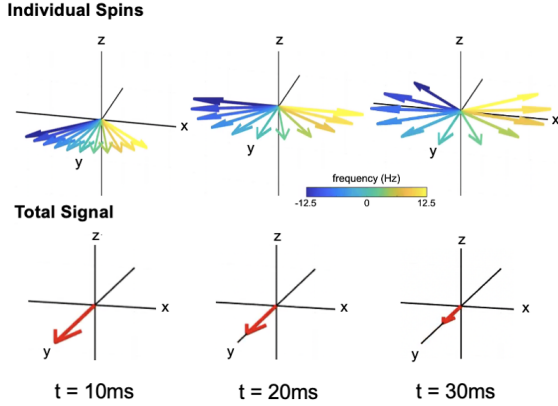 Individual Spins
z z z
x x
y y y
frequency (Hz)
-12.5 0 12.5
Total Signal
z z z
x x x
y y y
t = 10ms t = 20ms t = 30ms